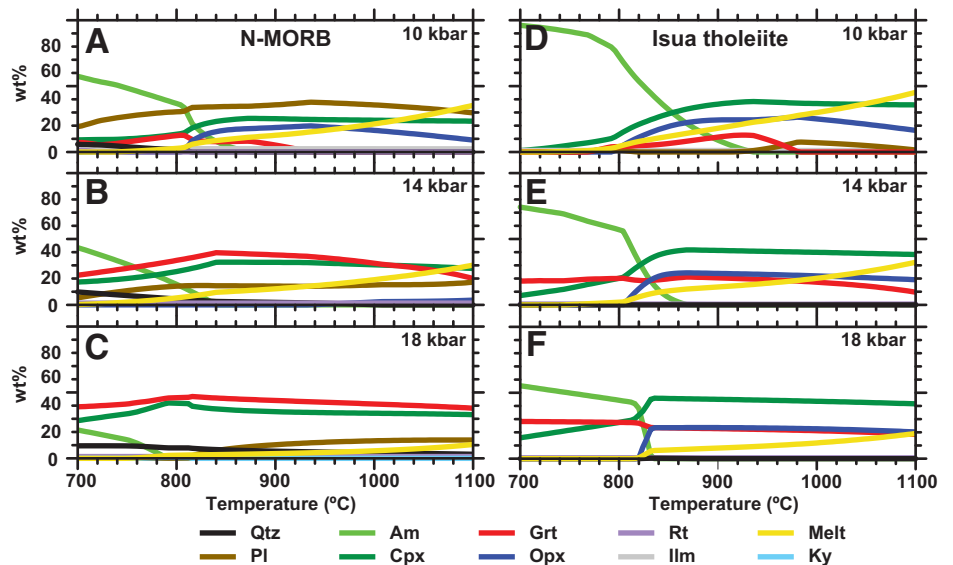 A N-MORB 10 kbar
D Isua tholeiite 10 kbar
wt%
80
60
40
20
0
B 14 kbar
E 14 kbar
wt%
80
60
40
20
0
C 18 kbar
F 18 kbar
wt%
80
60
40
20
0
700 800 900 1000 1100
700 800 900 1000 1100
Temperature (ºC)
Temperature (ºC)
Qtz Am Grt Rt Melt
Pl Cpx Opx Ilm Ky